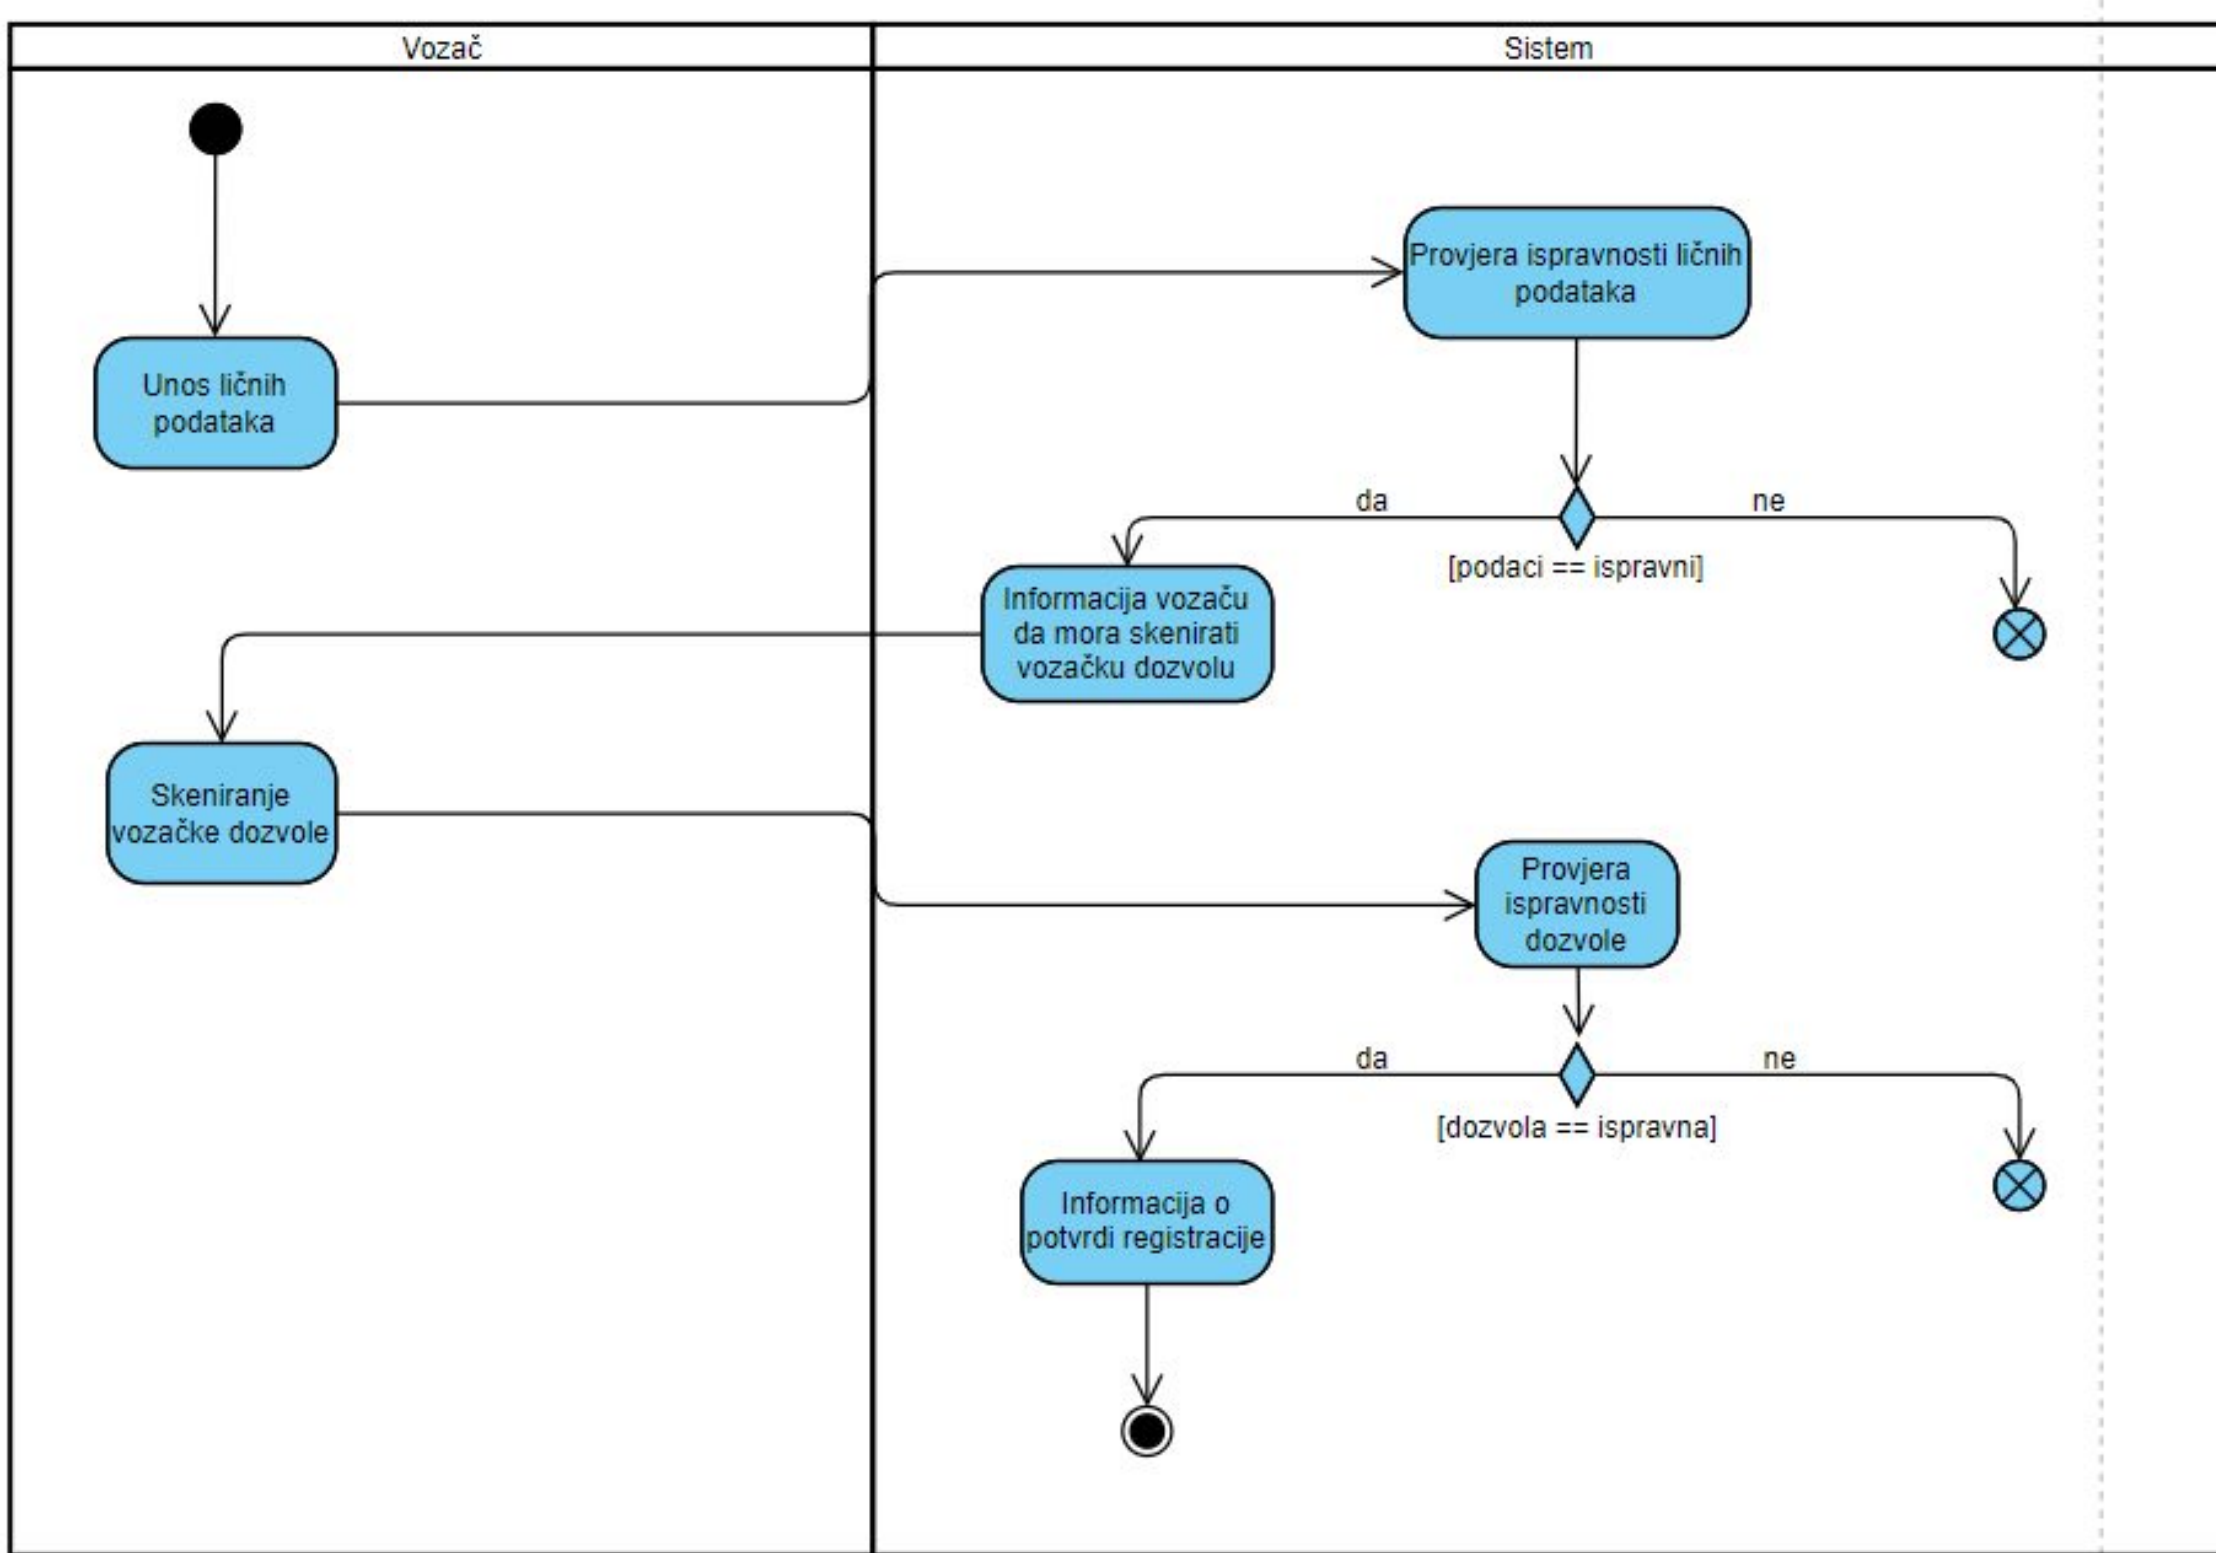 Vozač
Sistem
Provjera ispravnosti ličnih
podataka
Unos ličnih
podataka
da
ne
[podaci == ispravni]
Informacija vozaču
da mora skenirati
vozačku dozvolu
Skeniranje
vozačke dozvole
Provjera
ispravnosti
dozvole
da
ne
[dozvola == ispravna]
Informacija o
potvrdi registracije